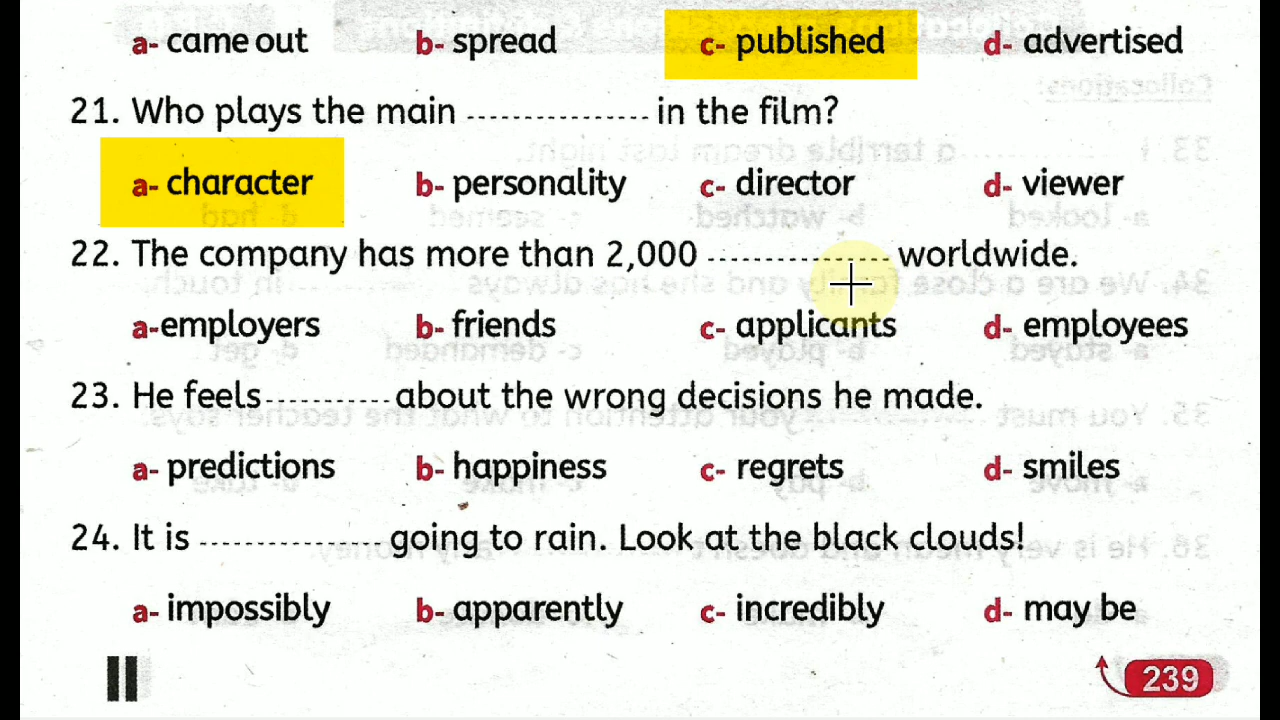 a- came out b- spread c- published d- advertised
21. Who plays the main ................ in the film?
a- character b- personality c- director d- viewer
22. The company has more than 2,000 ................ worldwide.
a-employers b- friends c- applicants d- employees
23. He feels ........... about the wrong decisions he made.
a- predictions b- happiness c- regrets d- smiles
24. It is ................ going to rain. Look at the black clouds!
a- impossibly b- apparently c- incredibly d- may be
239